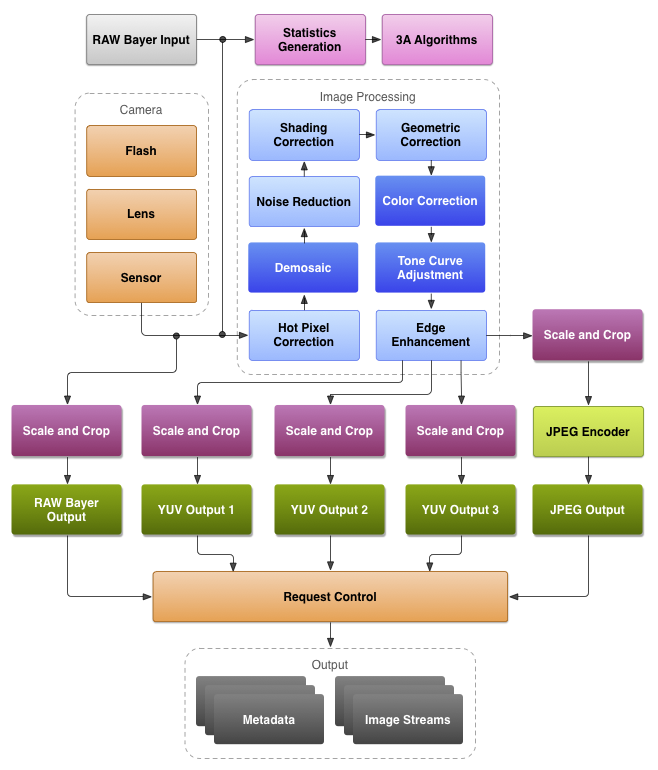 RAW Bayer Input
Statistics
Generation
3A Algorithms
Camera
Flash
Lens
Sensor
Image Processing
Shading
Correction
Geometric
Correction
Noise Reduction
Color Correction
Demosaic
Tone Curve
Adjustment
Hot Pixel
Correction
Edge
Enhancement
Scale and Crop
Scale and Crop
Scale and Crop
Scale and Crop
Scale and Crop
JPEG Encoder
RAW Bayer
Output
YUV Output 1
YUV Output 2
YUV Output 3
JPEG Output
Request Control
Output
Metadata
Image Streams